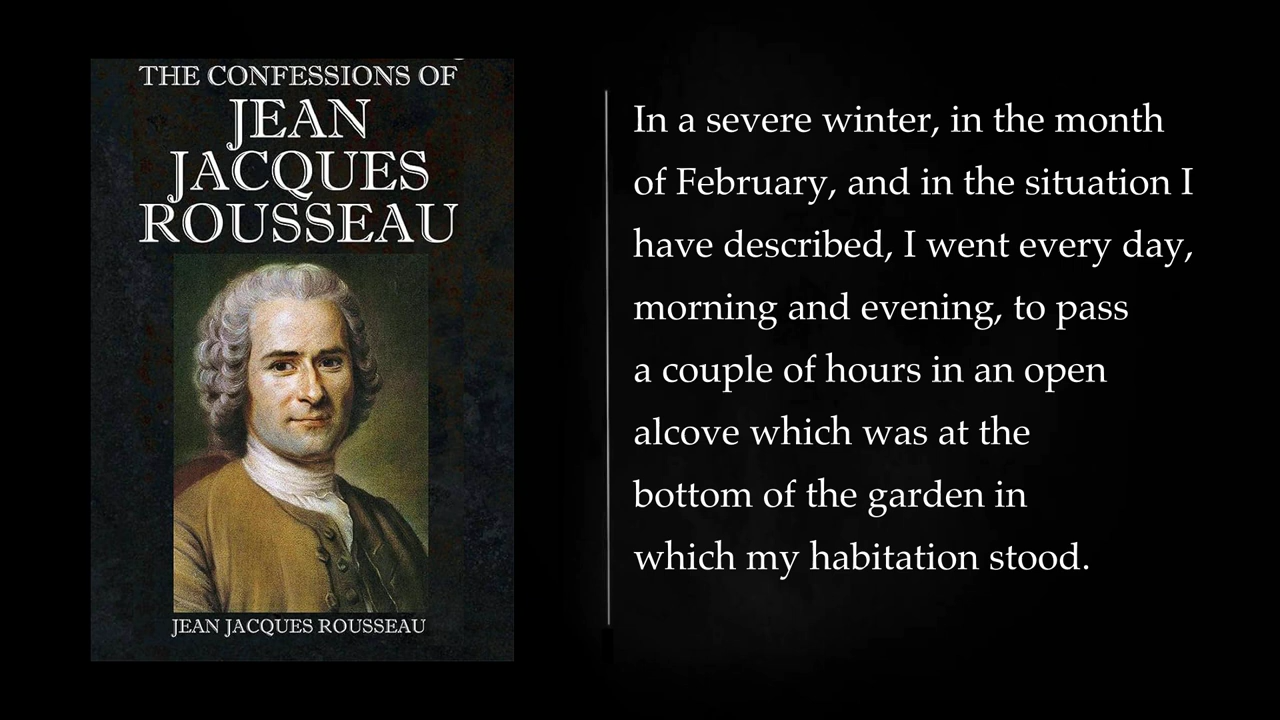 THE CONFESSIONS OF
JEAN
JACQUES
ROUSSEAU
JEAN JACQUES ROUSSEAU
In a severe winter, in the month
of February, and in the situation I
have described, I went every day,
morning and evening, to pass
a couple of hours in an open
alcove which was at the
bottom of the garden in
which my habitation stood.